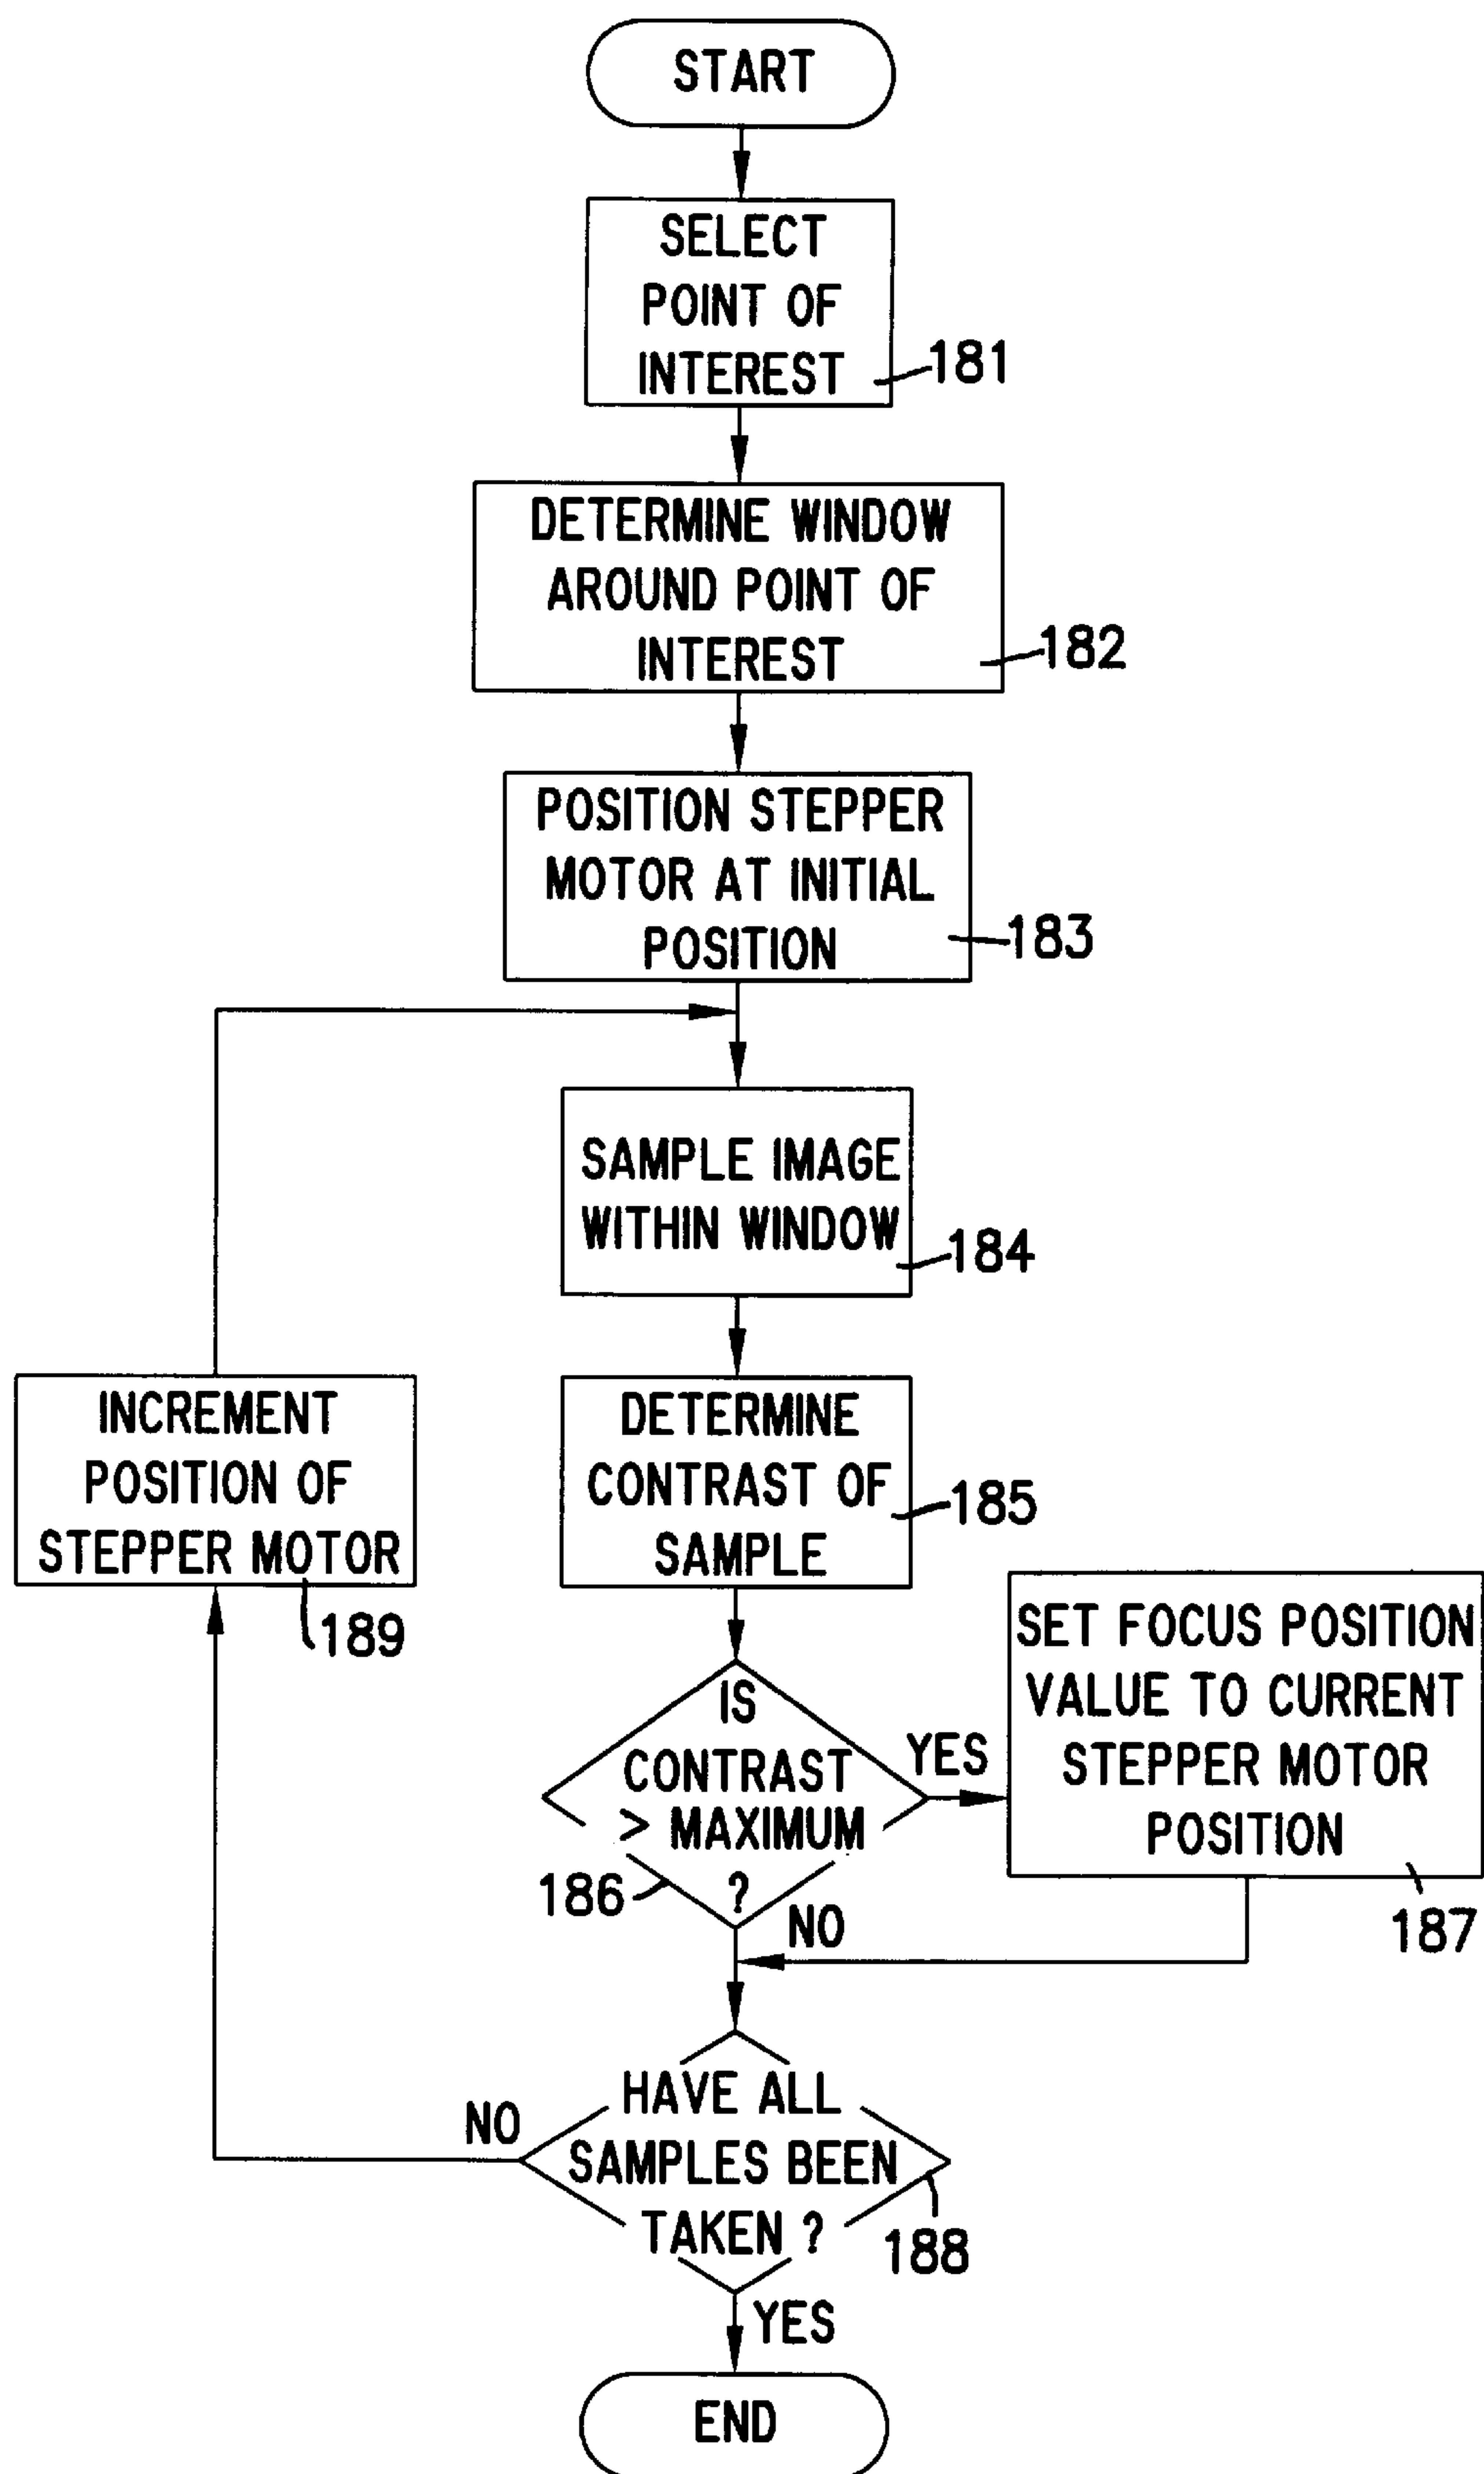 START
SELECT
POINT OF
INTEREST
181
DETERMINE WINDOW
AROUND POINT OF
INTEREST
182
POSITION STEPPER
MOTOR AT INITIAL
POSITION
183
SAMPLE IMAGE
WITHIN WINDOW
184
DETERMINE
CONTRAST OF
SAMPLE
185
INCREMENT
POSITION OF
STEPPER MOTOR
189
IS
CONTRAST
> MAXIMUM
?
186
YES
NO
SET FOCUS POSITION
VALUE TO CURRENT
STEPPER MOTOR
POSITION
187
HAVE ALL
SAMPLES BEEN
TAKEN ?
188
NO
YES
END